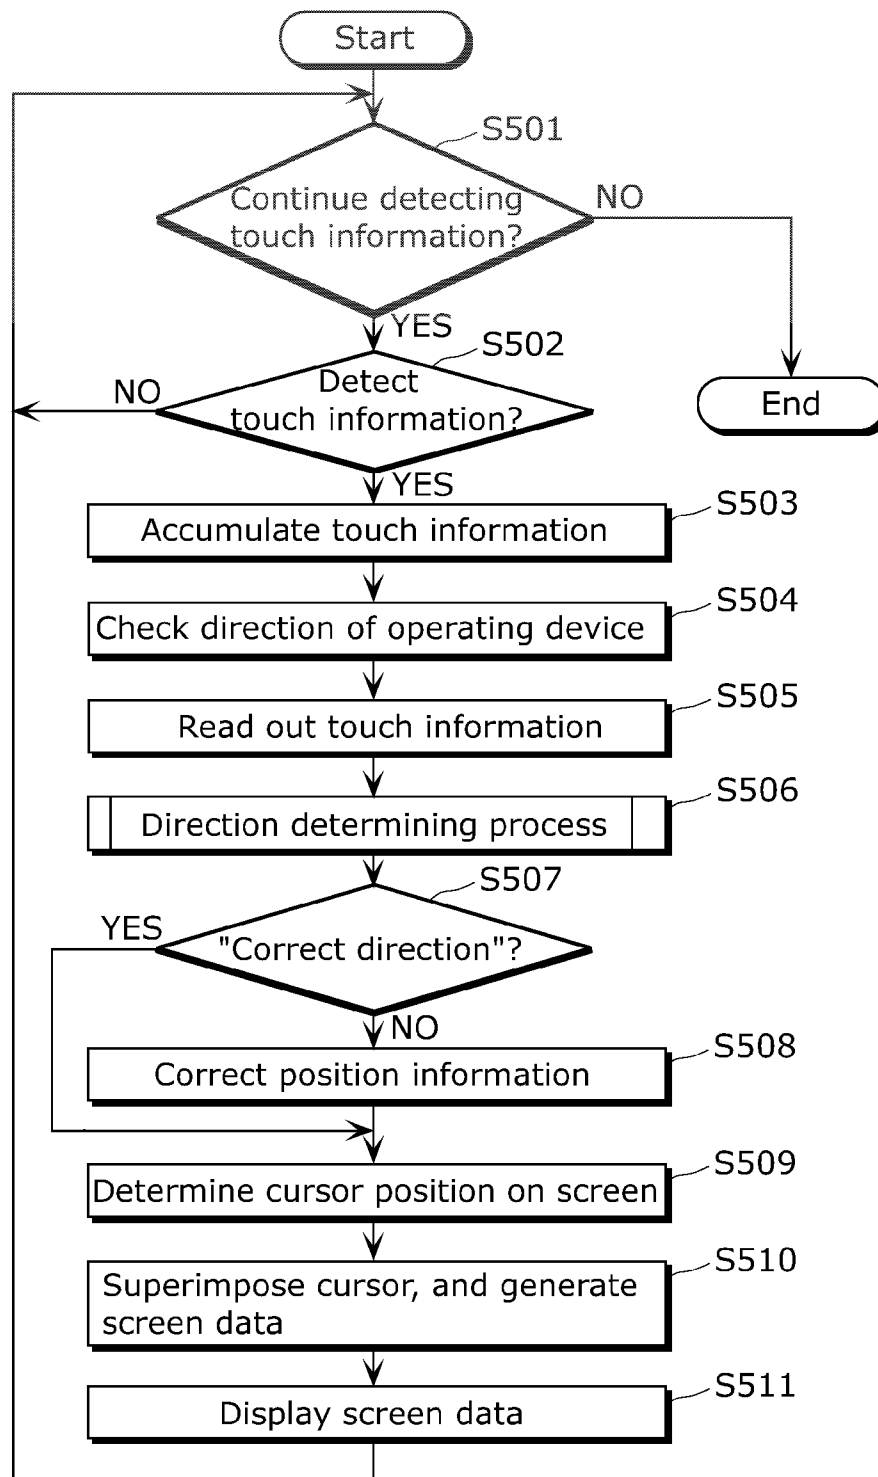 Start
S501
Continue detecting
touch information?
NO
YES
S502
Detect
touch information?
NO
End
YES
S503
Accumulate touch information
S504
Check direction of operating device
S505
Read out touch information
S506
Direction determining process
S507
YES
"Correct direction"?
NO
S508
Correct position information
S509
Determine cursor position on screen
S510
Superimpose cursor, and generate
screen data
S511
Display screen data